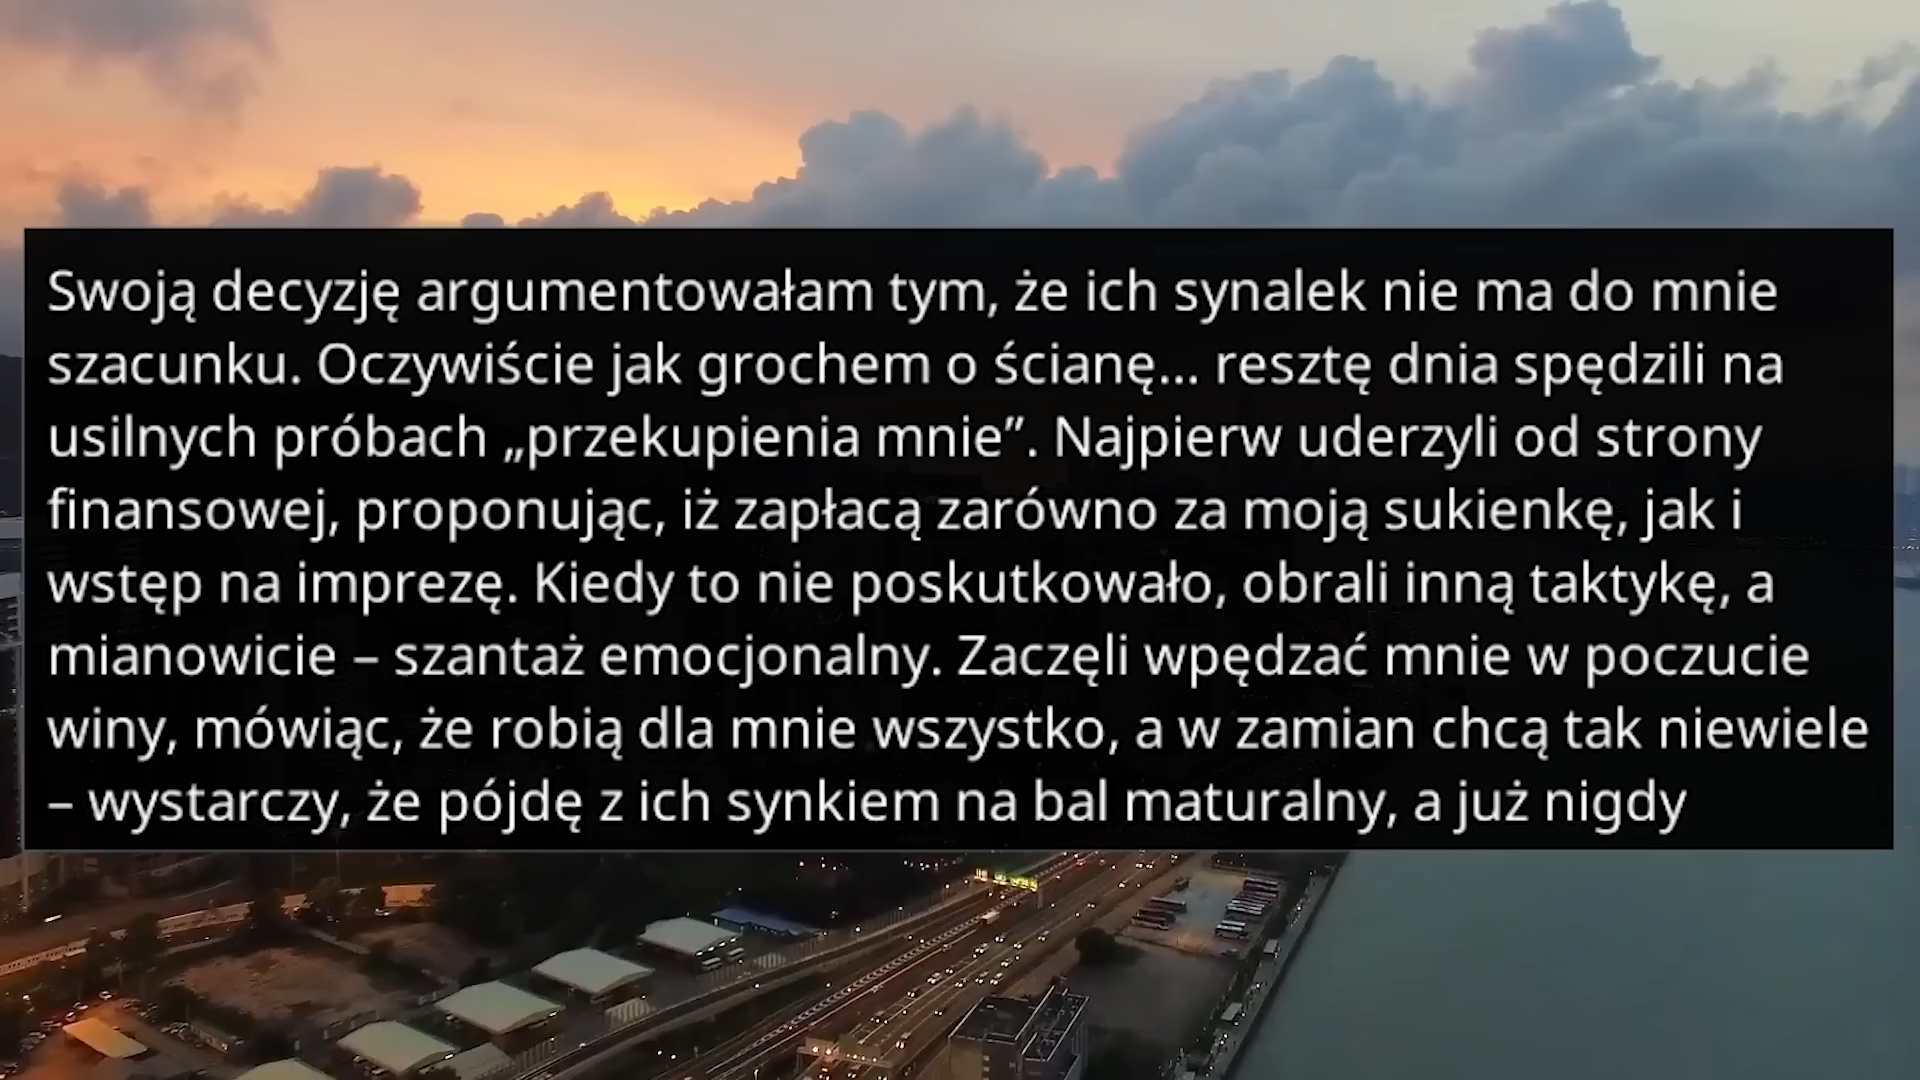 Swoją decyzję argumentowałam tym, że ich synalek nie ma do mnie
szacunku. Oczywiście jak grochem o ścianę... resztę dnia spędzili na
usilnych próbach „przekupienia mnie”. Najpierw uderzyli od strony
finansowej, proponując, iż zapłacą zarówno za moją sukienkę, jak i
wstęp na imprezę. Kiedy to nie poskutkowało, obrali inną taktykę, a
mianowicie – szantaż emocjonalny. Zaczęli wpędzać mnie w poczucie
winy, mówiąc, że robią dla mnie wszystko, a w zamian chcą tak niewiele
– wystarczy, że pójdę z ich synkiem na bal maturalny, a już nigdy